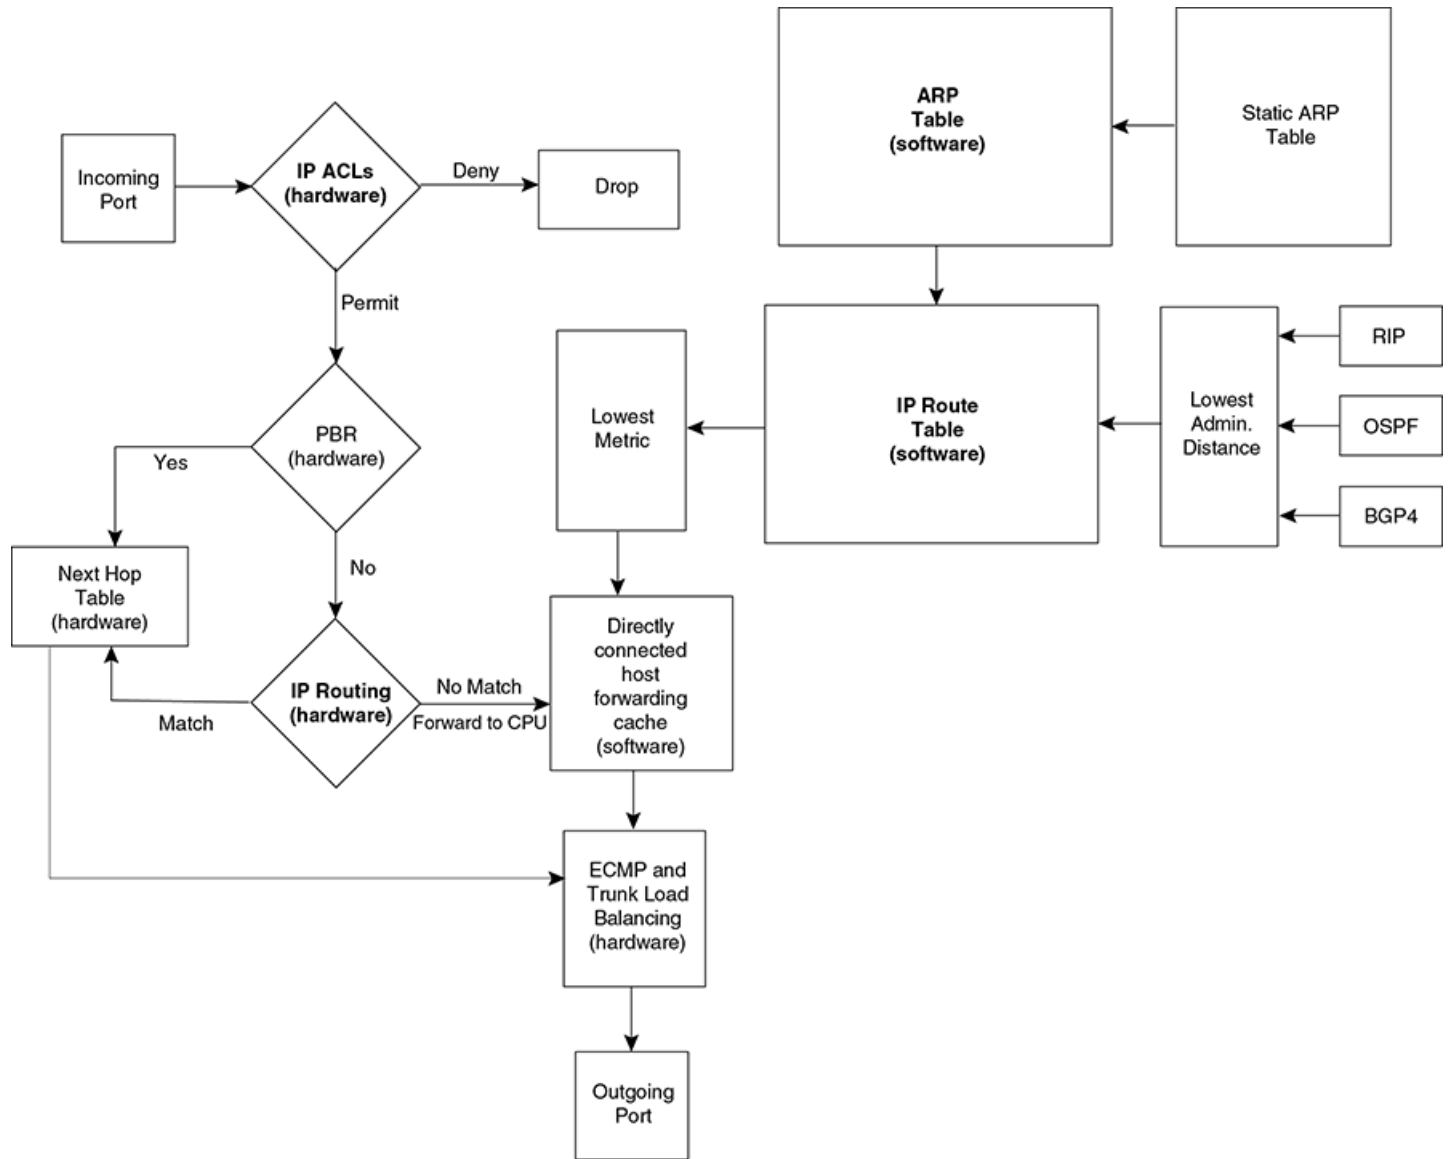 ARP
Table
(software)
Static ARP
Table
Incoming
Port
IP ACLs
(hardware)
Deny
Drop
Permit
PBR
(hardware)
Yes
No
Next Hop
Table
(hardware)
IP Routing
(hardware)
Match
No Match
Forward to CPU
Lowest
Metric
IP Route
Table
(software)
Lowest
Admin.
Distance
RIP
OSPF
BGP4
Directly
connected
host
forwarding
cache
(software)
ECMP and
Trunk Load
Balancing
(hardware)
Outgoing
Port